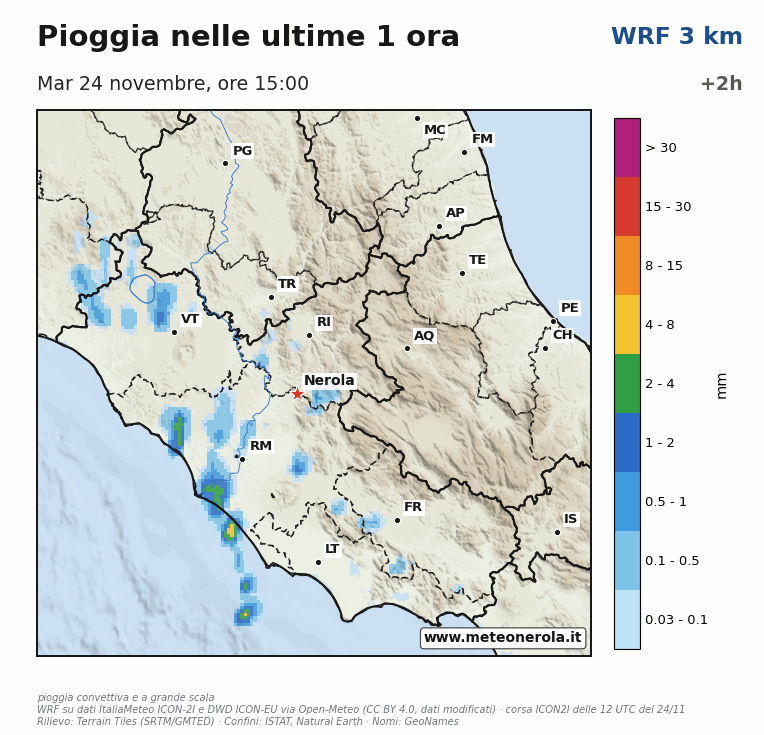 Pioggia nelle ultime 1 ora
WRF 3 km
Mar 24 novembre, ore 15:00
+2h
MC
FM
PG
AP
TE
TR
PE
VT
RI
AQ
CH
Nerola
RM
FR
IS
LT
www.meteonerola.it
> 30
15 - 30
8 - 15
4 - 8
2 - 4
1 - 2
0.5 - 1
0.1 - 0.5
0.03 - 0.1
mm
pioggia convettiva e a grande scala
WRF su dati ItaliaMeteo ICON-2I e DWD ICON-EU via Open-Meteo (CC BY 4.0, dati modificati) · corsa ICON2I delle 12 UTC del 24/11
Rilievo: Terrain Tiles (SRTM/GMTED) · Confini: ISTAT, Natural Earth · Nomi: GeoNames